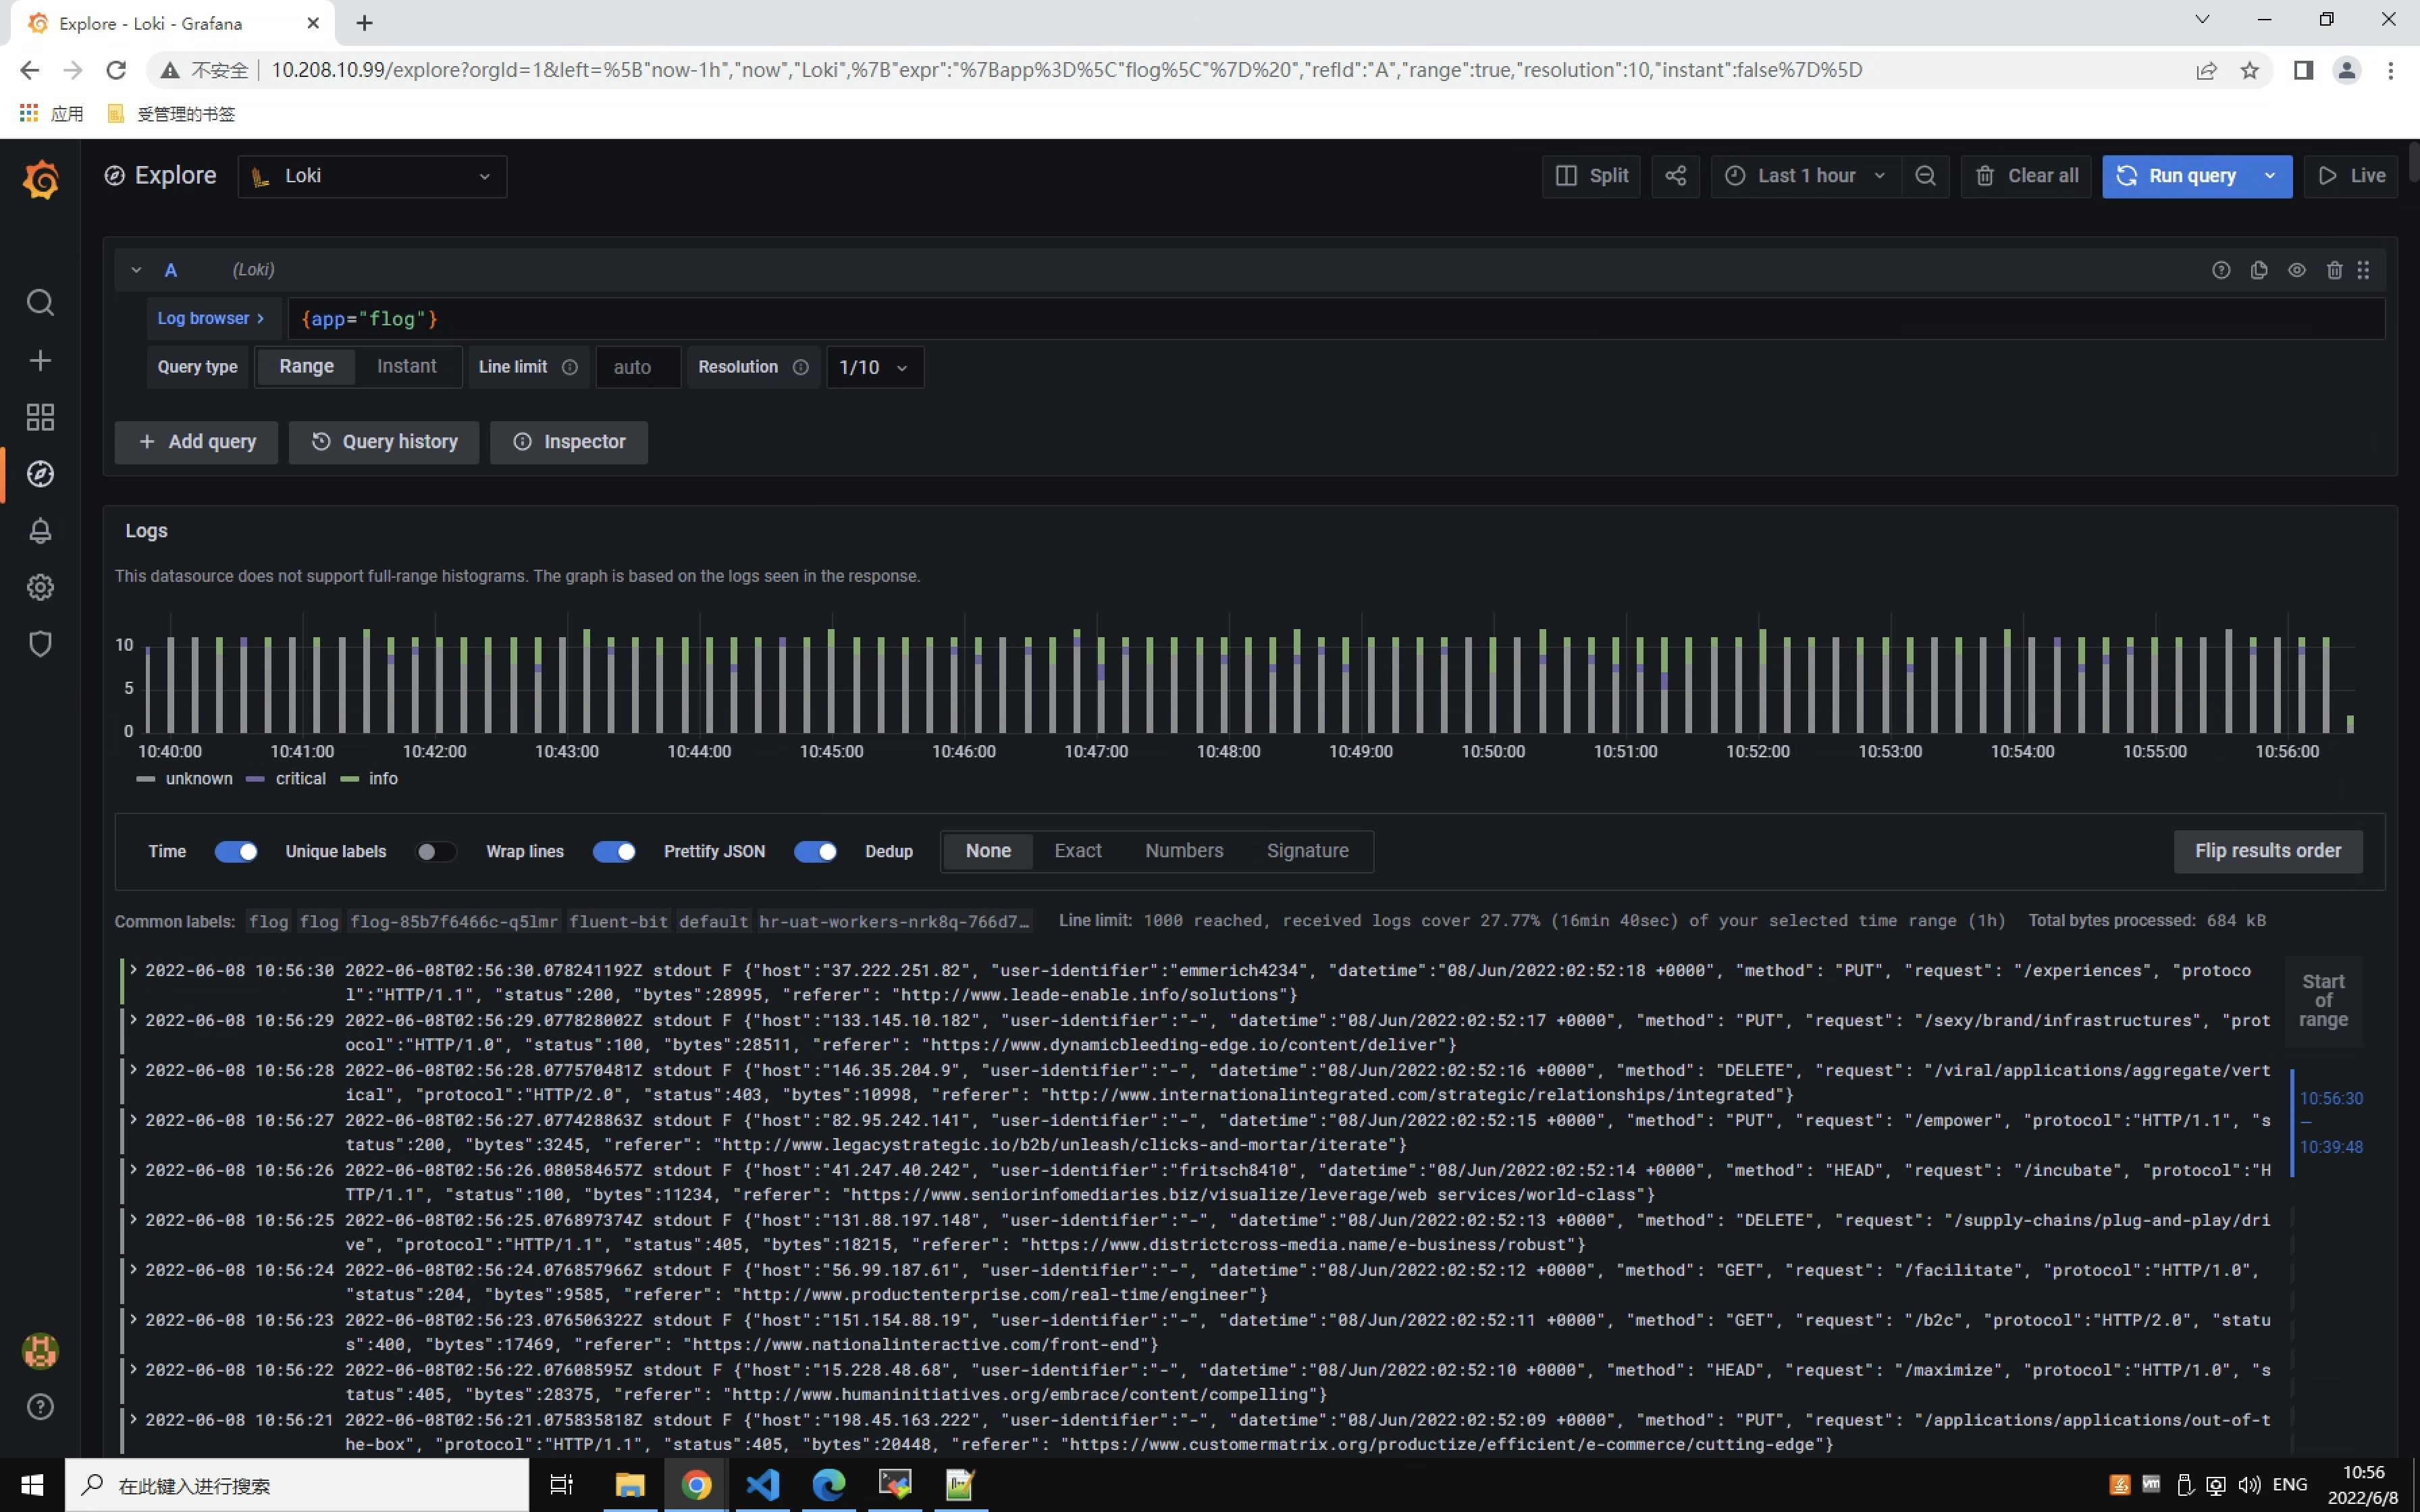 Explore - Loki - Grafana
不安全 10.208.10.99/explore?orgId=1&left=%5B"now-1h","now","Loki",%7B"expr":"%7Bapp%3D%5C"flog%5C"%7D%20","refId":"A","range":true,"resolution":10,"instant":false%7D%5D
应用 受管理的书签
Explore Loki Split Last 1 hour Clear all Run query Live
A (Loki)
Log browser > {app="flog"}
Query type Range Instant Line limit auto Resolution 1/10
+ Add query Query history Inspector
Logs
This datasource does not support full-range histograms. The graph is based on the logs seen in the response.
10
5
0
10:40:00 10:41:00 10:42:00 10:43:00 10:44:00 10:45:00 10:46:00 10:47:00 10:48:00 10:49:00 10:50:00 10:51:00 10:52:00 10:53:00 10:54:00 10:55:00 10:56:00
unknown critical info
Time Unique labels Wrap lines Prettify JSON Dedup None Exact Numbers Signature Flip results order
Common labels: flog flog flog-85b7f6466c-q5lmr fluent-bit default hr-uat-workers-nrk8q-766d7… Line limit: 1000 reached, received logs cover 27.77% (16min 40sec) of your selected time range (1h) Total bytes processed: 684 kB
> 2022-06-08 10:56:30 2022-06-08T02:56:30.078241192Z stdout F {"host":"37.222.251.82", "user-identifier":"emmerich4234", "datetime":"08/Jun/2022:02:52:18 +0000", "method": "PUT", "request": "/experiences", "protoco
l":"HTTP/1.1", "status":200, "bytes":28995, "referer": "http://www.leade-enable.info/solutions"}
> 2022-06-08 10:56:29 2022-06-08T02:56:29.077828002Z stdout F {"host":"133.145.10.182", "user-identifier":"-", "datetime":"08/Jun/2022:02:52:17 +0000", "method": "PUT", "request": "/sexy/brand/infrastructures", "prot
ocol":"HTTP/1.0", "status":100, "bytes":28511, "referer": "https://www.dynamicbleeding-edge.io/content/deliver"}
> 2022-06-08 10:56:28 2022-06-08T02:56:28.077570481Z stdout F {"host":"146.35.204.9", "user-identifier":"-", "datetime":"08/Jun/2022:02:52:16 +0000", "method": "DELETE", "request": "/viral/applications/aggregate/vert
ical", "protocol":"HTTP/2.0", "status":403, "bytes":10998, "referer": "http://www.internationalintegrated.com/strategic/relationships/integrated"}
> 2022-06-08 10:56:27 2022-06-08T02:56:27.077428863Z stdout F {"host":"82.95.242.141", "user-identifier":"-", "datetime":"08/Jun/2022:02:52:15 +0000", "method": "PUT", "request": "/empower", "protocol":"HTTP/1.1", "s
tatus":200, "bytes":3245, "referer": "http://www.legacystrategic.io/b2b/unleash/clicks-and-mortar/iterate"}
> 2022-06-08 10:56:26 2022-06-08T02:56:26.080584657Z stdout F {"host":"41.247.40.242", "user-identifier":"fritsch8410", "datetime":"08/Jun/2022:02:52:14 +0000", "method": "HEAD", "request": "/incubate", "protocol":"H
TTP/1.1", "status":100, "bytes":11234, "referer": "https://www.seniorinfomediaries.biz/visualize/leverage/web services/world-class"}
> 2022-06-08 10:56:25 2022-06-08T02:56:25.076897374Z stdout F {"host":"131.88.197.148", "user-identifier":"-", "datetime":"08/Jun/2022:02:52:13 +0000", "method": "DELETE", "request": "/supply-chains/plug-and-play/dri
ve", "protocol":"HTTP/1.1", "status":405, "bytes":18215, "referer": "https://www.districtcross-media.name/e-business/robust"}
> 2022-06-08 10:56:24 2022-06-08T02:56:24.076857966Z stdout F {"host":"56.99.187.61", "user-identifier":"-", "datetime":"08/Jun/2022:02:52:12 +0000", "method": "GET", "request": "/facilitate", "protocol":"HTTP/1.0",
"status":204, "bytes":9585, "referer": "http://www.productenterprise.com/real-time/engineer"}
> 2022-06-08 10:56:23 2022-06-08T02:56:23.076506322Z stdout F {"host":"151.154.88.19", "user-identifier":"-", "datetime":"08/Jun/2022:02:52:11 +0000", "method": "GET", "request": "/b2c", "protocol":"HTTP/2.0", "statu
s":400, "bytes":17469, "referer": "https://www.nationalinteractive.com/front-end"}
> 2022-06-08 10:56:22 2022-06-08T02:56:22.07608595Z stdout F {"host":"15.228.48.68", "user-identifier":"-", "datetime":"08/Jun/2022:02:52:10 +0000", "method": "HEAD", "request": "/maximize", "protocol":"HTTP/1.0", "s
tatus":405, "bytes":28375, "referer": "http://www.humaninitiatives.org/embrace/content/compelling"}
> 2022-06-08 10:56:21 2022-06-08T02:56:21.075835818Z stdout F {"host":"198.45.163.222", "user-identifier":"-", "datetime":"08/Jun/2022:02:52:09 +0000", "method": "PUT", "request": "/applications/applications/out-of-t
he-box", "protocol":"HTTP/1.1", "status":405, "bytes":20448, "referer": "https://www.customermatrix.org/productize/efficient/e-commerce/cutting-edge"}
Start
of
range
10:56:30
—
10:39:48
在此键入进行搜索
ENG
10:56
2022/6/8